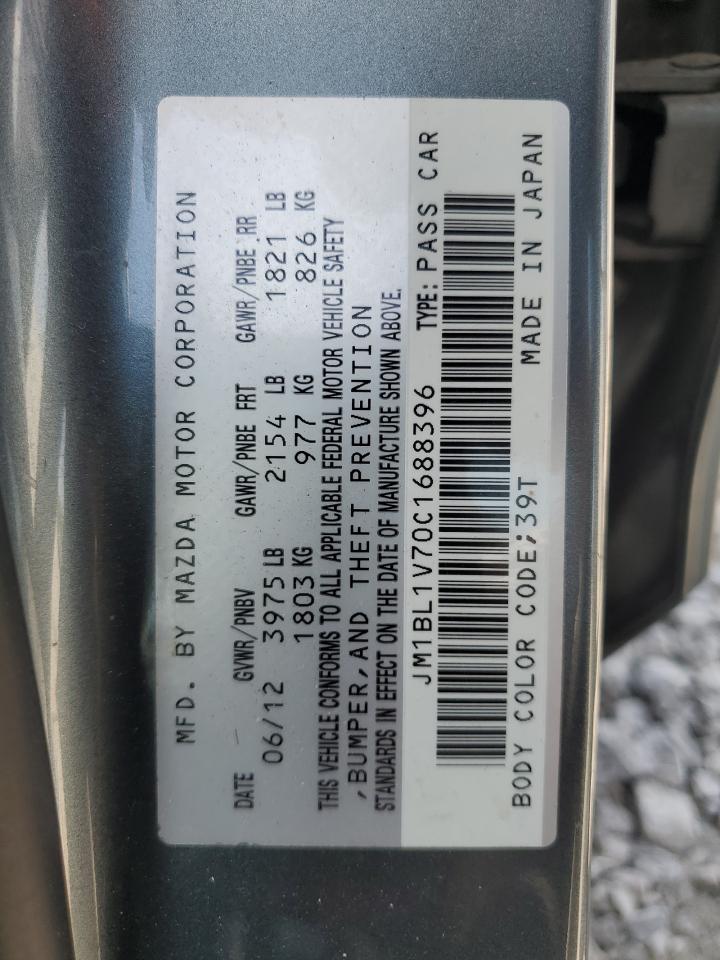 MFD. BY MAZDA MOTOR CORPORATION
DATE GVWR/PNBV GAWR/PNBE FRT GAWR/PNBE RR
06/12 3975 LB 2154 LB 1821 LB
1803 KG 977 KG 826 KG
THIS VEHICLE CONFORMS TO ALL APPLICABLE FEDERAL MOTOR VEHICLE SAFETY
,BUMPER,AND THEFT PREVENTION
STANDARDS IN EFFECT ON THE DATE OF MANUFACTURE SHOWN ABOVE.
JM1BL1V70C1688396 TYPE: PASS CAR
BODY COLOR CODE;39T MADE IN JAPAN